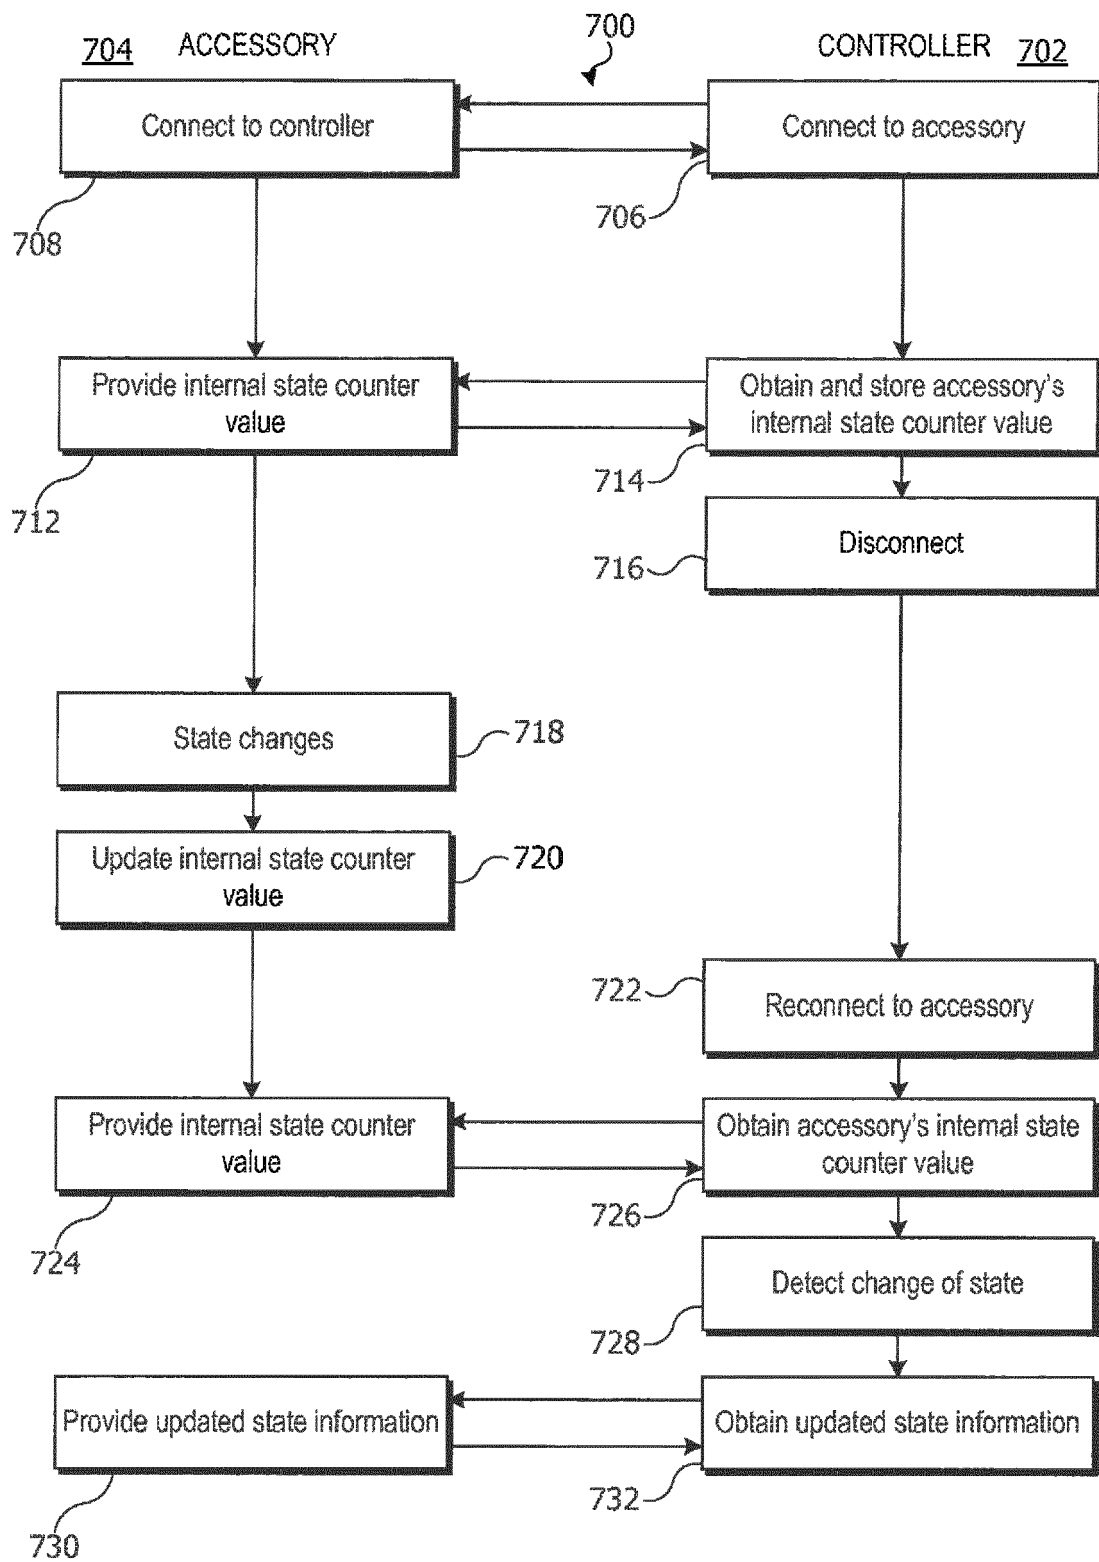 700
704 ACCESSORY
CONTROLLER 702
Connect to controller
Connect to accessory
708
706
Provide internal state counter
value
Obtain and store accessory's
internal state counter value
712
714
Disconnect
716
State changes
718
Update internal state counter
value
720
722
Reconnect to accessory
Provide internal state counter
value
Obtain accessory's internal state
counter value
724
726
Detect change of state
728
Provide updated state information
Obtain updated state information
730
732